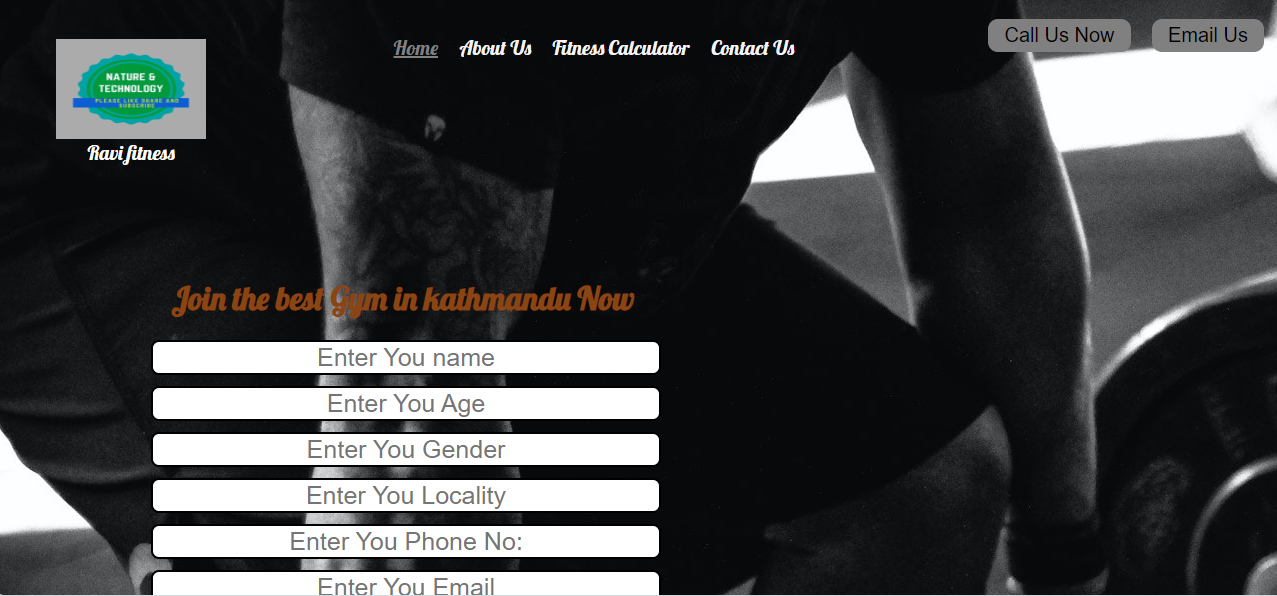 Home About Us Fitness Calculator Contact Us
Call Us Now Email Us
NATURE &
TECHNOLOGY
PLEASE LIKE SHARE AND
SUBSCRIBE
Ravi fitness
Join the best Gym in kathmandu Now
Enter You name
Enter You Age
Enter You Gender
Enter You Locality
Enter You Phone No:
Enter You Email